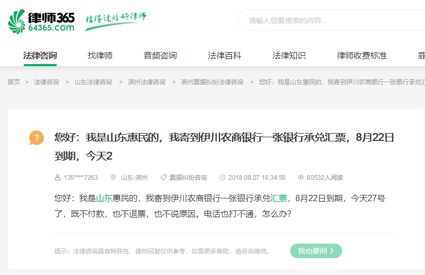 律师365
64365.com
信得过的好律师
请输入您要搜索的内容...
法律咨询 找律师 音频咨询 法律百科 法律知识 律师收费标准
首页 > 法律咨询 > 山东法律咨询 > 滨州法律咨询 > 滨州票据纠纷法律咨询 > 您好：我是山东惠民的，我寄到伊川农商银行一张银行承兑汇
您好：我是山东惠民的，我寄到伊川农商银行一张银行承兑汇票，8月22日
到期，今天2
135****7263 山东-滨州 票据纠纷咨询 2018.08.27 16:34:58 80532人阅读
您好：我是山东惠民的，我寄到伊川农商银行一张银行承兑汇票，8月22日到期，今天27号
了，既不付款，也不退票，也不说原因。电话也打不通，怎么办?
提示：法律咨询具有特殊性，律师回复仅供参考，如需更多帮助，请咨询律师。 我也要问 >